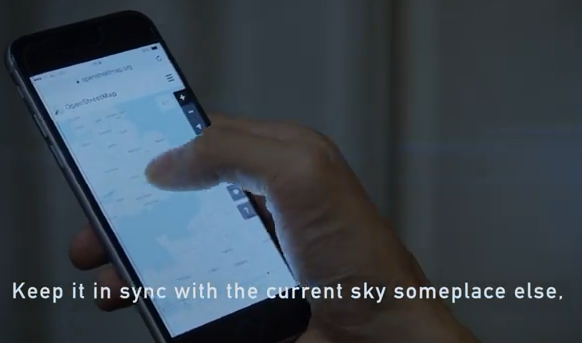 openstreetmap.org
OpenStreetMap
Keep it in sync with the current sky someplace else,